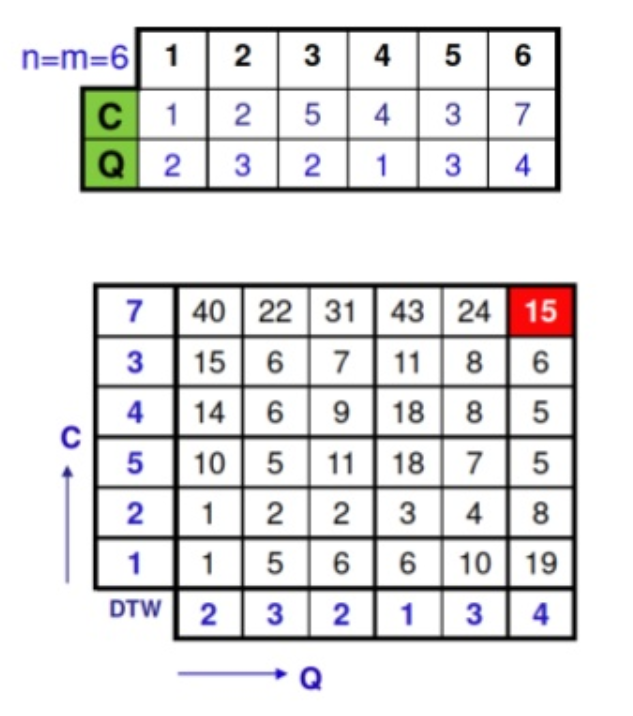 n=m=6 1 2 3 4 5 6
C 1 2 5 4 3 7
Q 2 3 2 1 3 4
7 40 22 31 43 24 15
3 15 6 7 11 8 6
4 14 6 9 18 8 5
C
5 10 5 11 18 7 5
2 1 2 2 3 4 8
1 1 5 6 6 10 19
DTW 2 3 2 1 3 4
Q